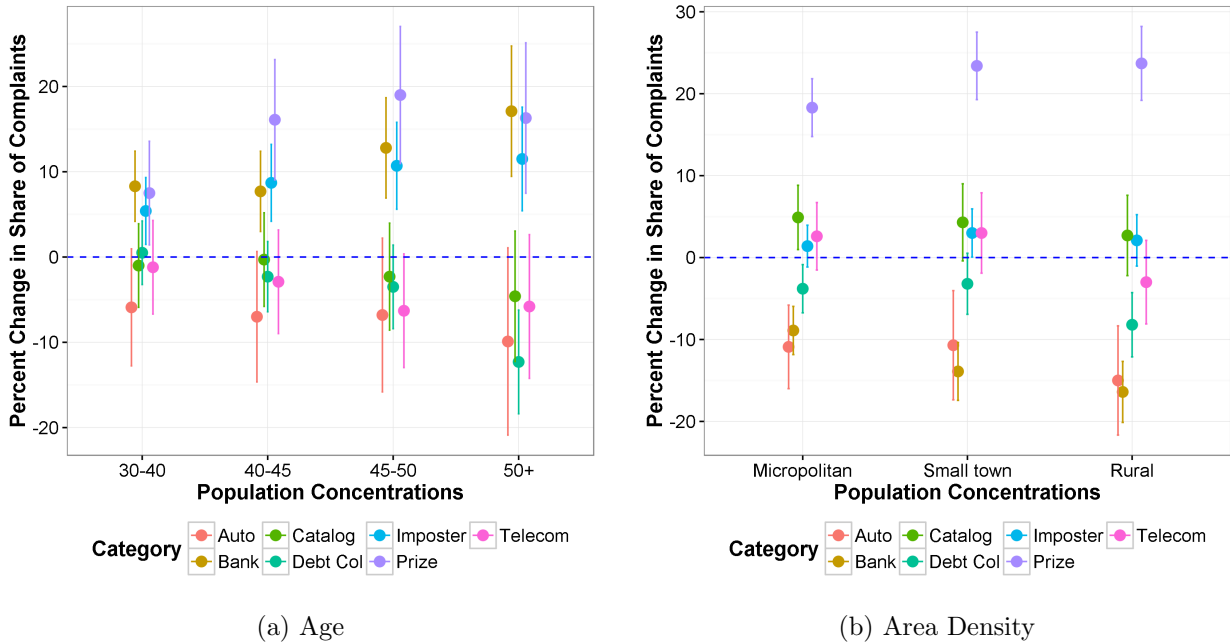 Percent Change in Share of Complaints
20
10
0
-10
-20
30-40 40-45 45-50 50+
Population Concentrations
Category
Auto Catalog Imposter Telecom
Bank Debt Col Prize
(a) Age
Percent Change in Share of Complaints
30
20
10
0
-10
-20
Micropolitan Small town Rural
Population Concentrations
Category
Auto Catalog Imposter Telecom
Bank Debt Col Prize
(b) Area Density